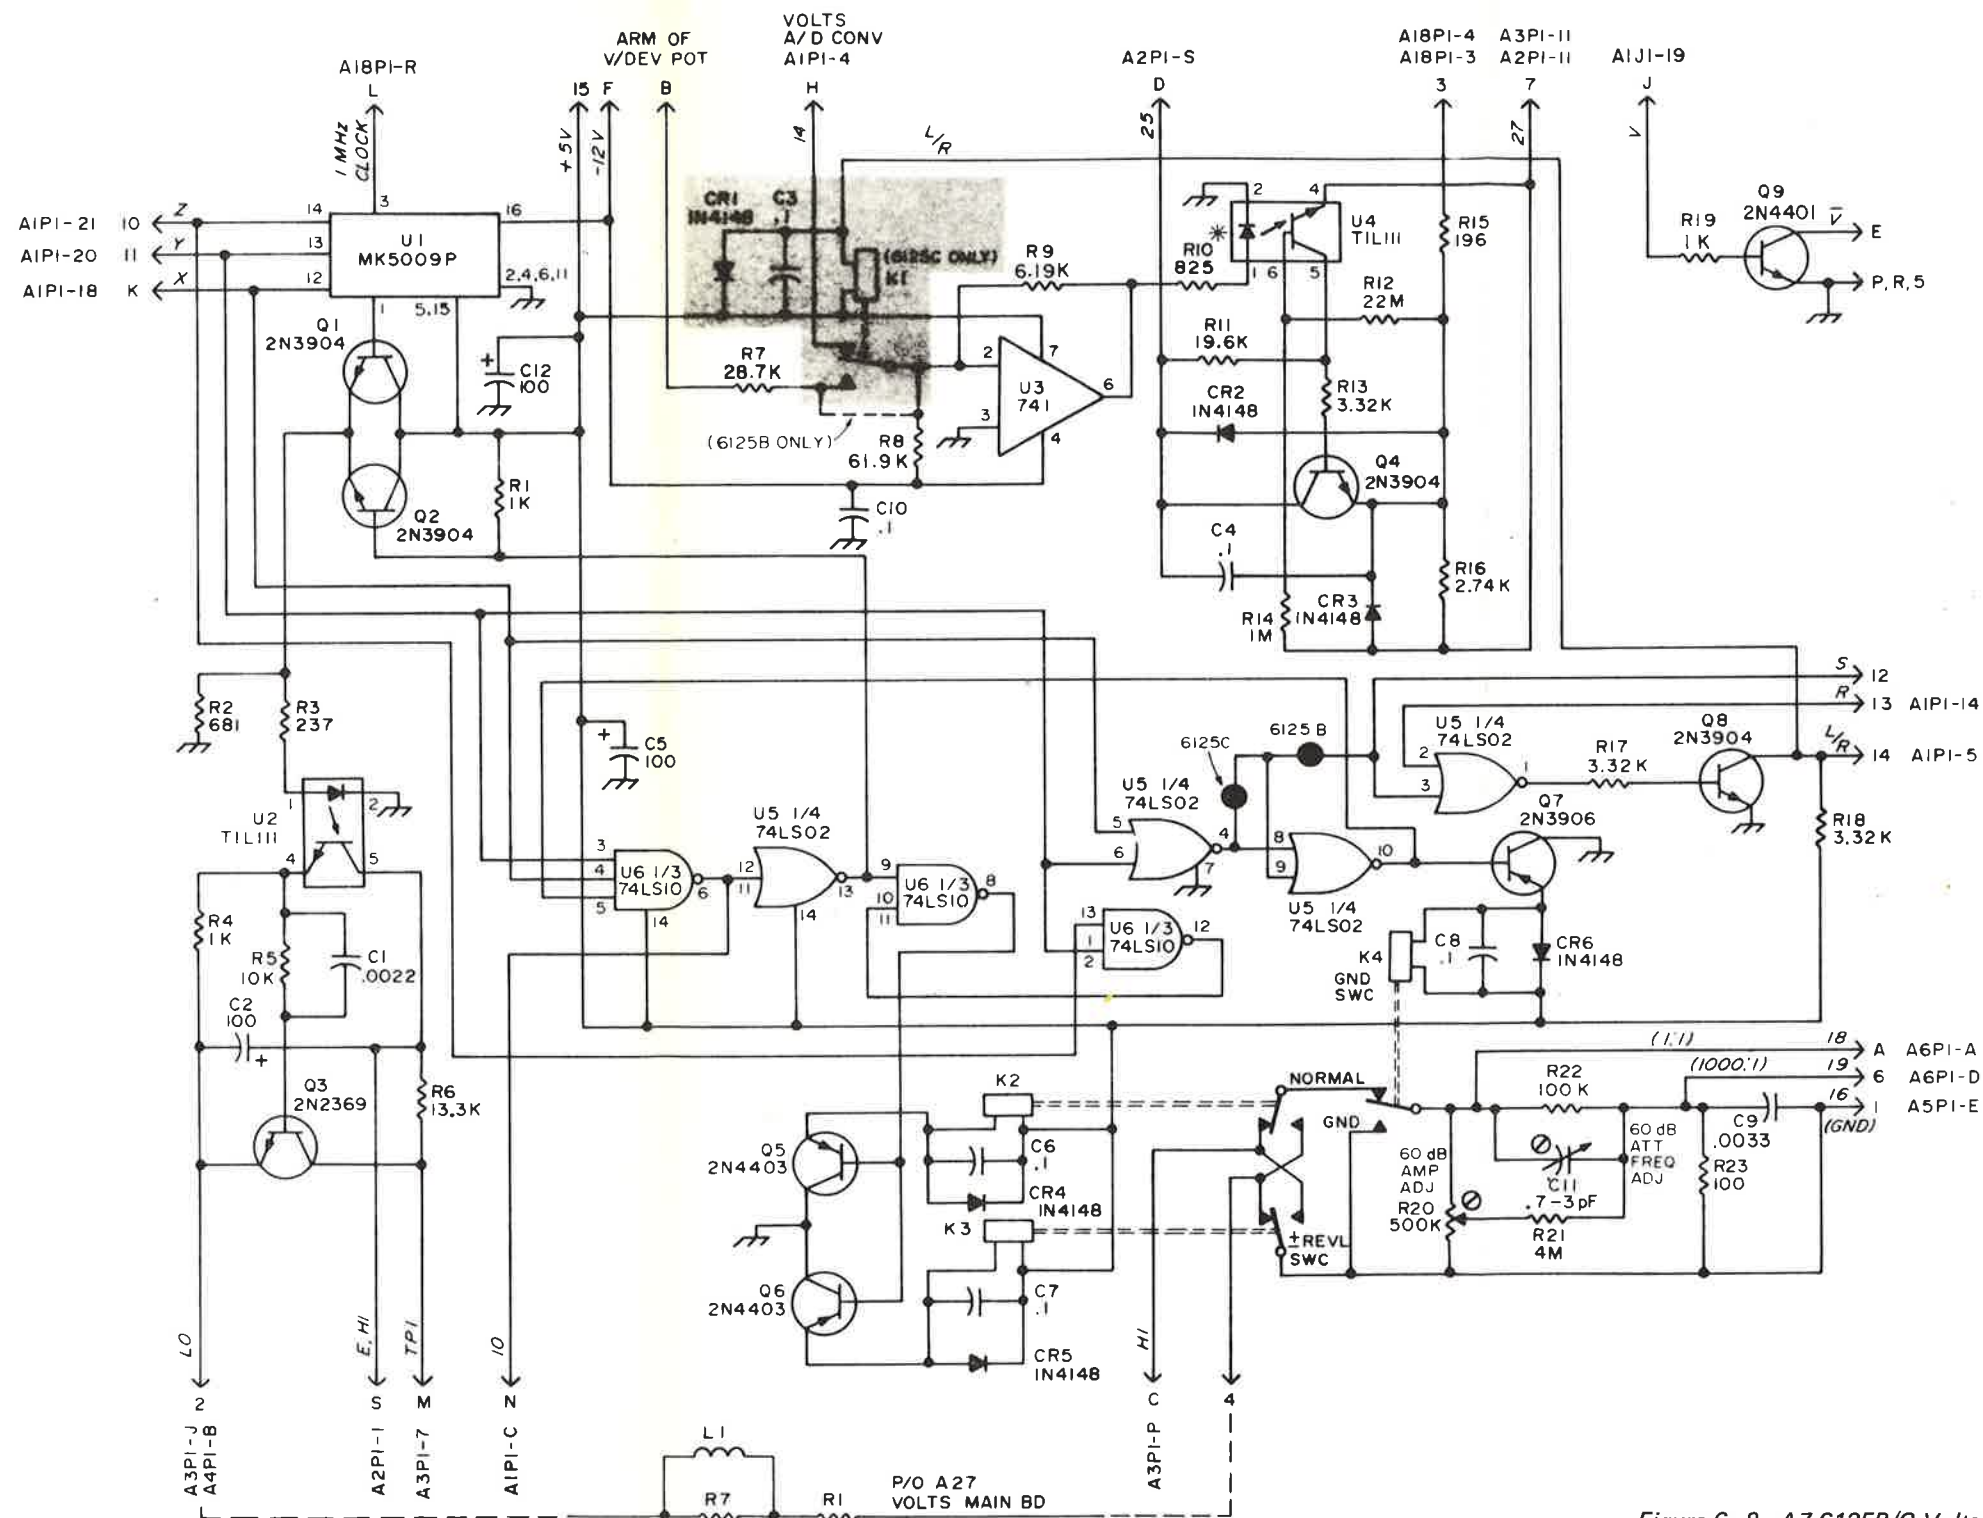 VOLTS
A/D CONV
A1P1-4
H
ARM OF
V/DEV POT
B
A18P1-R
L
15 F
A2P1-S
D
A18P1-4
A18P1-3
3
A3P1-11
A2P1-11
7
A1J1-19
J
1 MHz
CLOCK
+5V
-12V
14
L/R
25
27
V
A1P1-21 10
Z
A1P1-20 11
Y
A1P1-18 K
X
14
13
12
3
16
2,4,6,11
1
5,15
U1
MK5009P
CR1
1N4148
C3
.1
(6125C ONLY)
K1
R9
6.19K
R10
825
2
4
1
6
5
U4
TIL111
R15
196
R12
22M
R19
1K
Q9
2N4401
V
E
P,R,5
Q1
2N3904
+
C12
100
R7
28.7K
(6125B ONLY)
R8
61.9K
2
3
7
6
4
U3
741
R11
19.6K
CR2
1N4148
R13
3.32K
Q4
2N3904
Q2
2N3904
R1
1K
C10
.1
C4
.1
R16
2.74K
R14
1M
CR3
1N4148
R2
681
R3
237
+
C5
100
S 12
R 13 A1P1-14
L/R 14 A1P1-5
6125C
6125B
U5 1/4
74LS02
2
3
1
R17
3.32K
Q8
2N3904
R18
3.32K
Q7
2N3906
1
2
4
5
U2
TIL111
U5 1/4
74LS02
12
11
13
14
3
4
5
6
14
U6 1/3
74LS10
9
10
11
8
U6 1/3
74LS10
U5 1/4
74LS02
5
6
4
7
8
9
10
U5 1/4
74LS02
13
1
2
12
U6 1/3
74LS10
R4
1K
R5
10K
C1
.0022
C2
100
+
R6
13.3K
Q3
2N2369
K4
GND
SWC
C8
.1
CR6
1N4148
(1:1) 18 A A6P1-A
(1000:1) 19 6 A6P1-D
16 1 A5P1-E
(GND)
NORMAL
GND
R22
100K
C9
.0033
60 dB
ATT
FREQ
ADJ
60 dB
AMP
ADJ
R20
500K
C11
.7-3pF
R21
4M
R23
100
K2
Q5
2N4403
C6
.1
CR4
1N4148
K3
±REVL
SWC
Q6
2N4403
C7
.1
CR5
1N4148
LO
E,HI
TP1
10
HI
2
S
M
N
C
4
A3P1-J
A4P1-B
A2P1-1
A3P1-7
A1P1-C
A3P1-P
L1
R7
R1
P/O A27
VOLTS MAIN BD